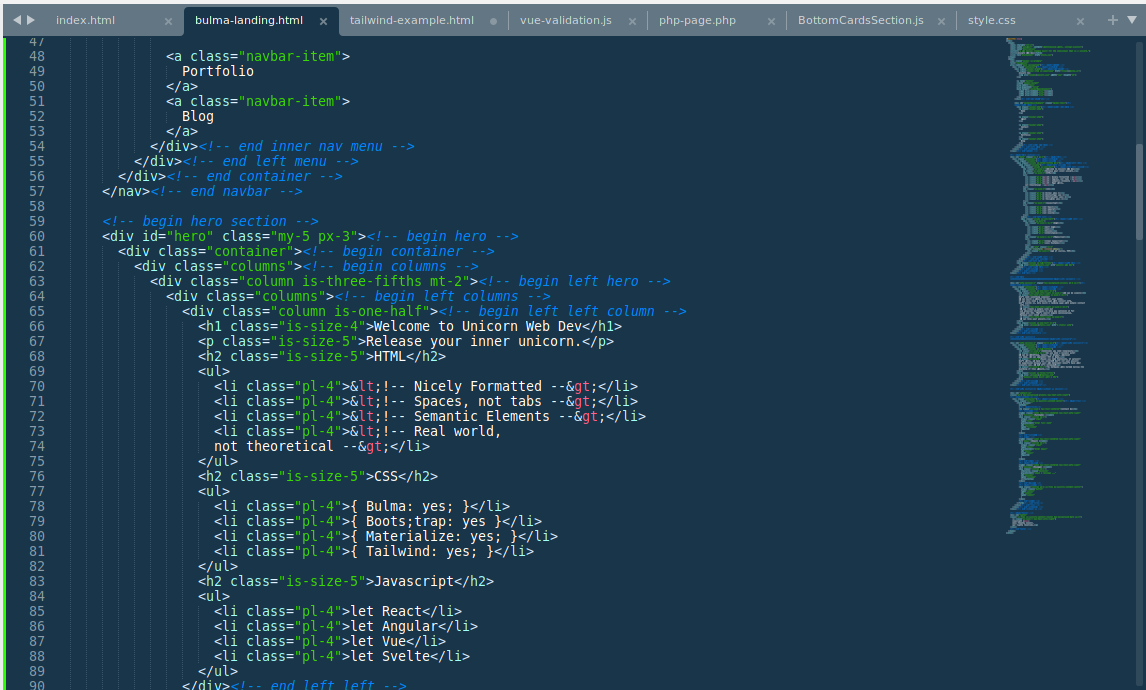 index.html × bulma-landing.html × tailwind-example.html vue-validation.js × php-page.php × BottomCardsSection.js × style.css ×
47
48 <a class="navbar-item">
49 Portfolio
50 </a>
51 <a class="navbar-item">
52 Blog
53 </a>
54 </div><!-- end inner nav menu -->
55 </div><!-- end left menu -->
56 </div><!-- end container -->
57 </nav><!-- end navbar -->
58
59 <!-- begin hero section -->
60 <div id="hero" class="my-5 px-3"><!-- begin hero -->
61 <div class="container"><!-- begin container -->
62 <div class="columns"><!-- begin columns -->
63 <div class="column is-three-fifths mt-2"><!-- begin left hero -->
64 <div class="columns"><!-- begin left columns -->
65 <div class="column is-one-half"><!-- begin left left column -->
66 <h1 class="is-size-4">Welcome to Unicorn Web Dev</h1>
67 <p class="is-size-5">Release your inner unicorn.</p>
68 <h2 class="is-size-5">HTML</h2>
69 <ul>
70 <li class="pl-4">&lt;!-- Nicely Formatted --&gt;</li>
71 <li class="pl-4">&lt;!-- Spaces, not tabs --&gt;</li>
72 <li class="pl-4">&lt;!-- Semantic Elements --&gt;</li>
73 <li class="pl-4">&lt;!-- Real world,
74 not theoretical --&gt;</li>
75 </ul>
76 <h2 class="is-size-5">CSS</h2>
77 <ul>
78 <li class="pl-4">{ Bulma: yes; }</li>
79 <li class="pl-4">{ Boots;trap: yes }</li>
80 <li class="pl-4">{ Materialize: yes; }</li>
81 <li class="pl-4">{ Tailwind: yes; }</li>
82 </ul>
83 <h2 class="is-size-5">Javascript</h2>
84 <ul>
85 <li class="pl-4">let React</li>
86 <li class="pl-4">let Angular</li>
87 <li class="pl-4">let Vue</li>
88 <li class="pl-4">let Svelte</li>
89 </ul>
90 </div><!-- end left left -->